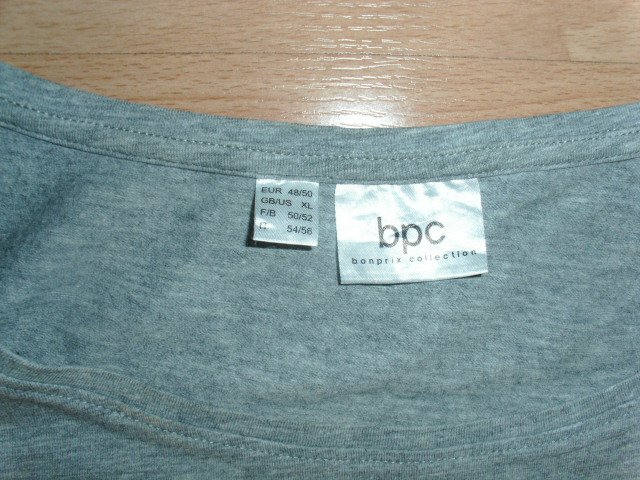 EUR 48/50
GB/US XL
F/B 50/52
54/56
bpc
bonprix collection